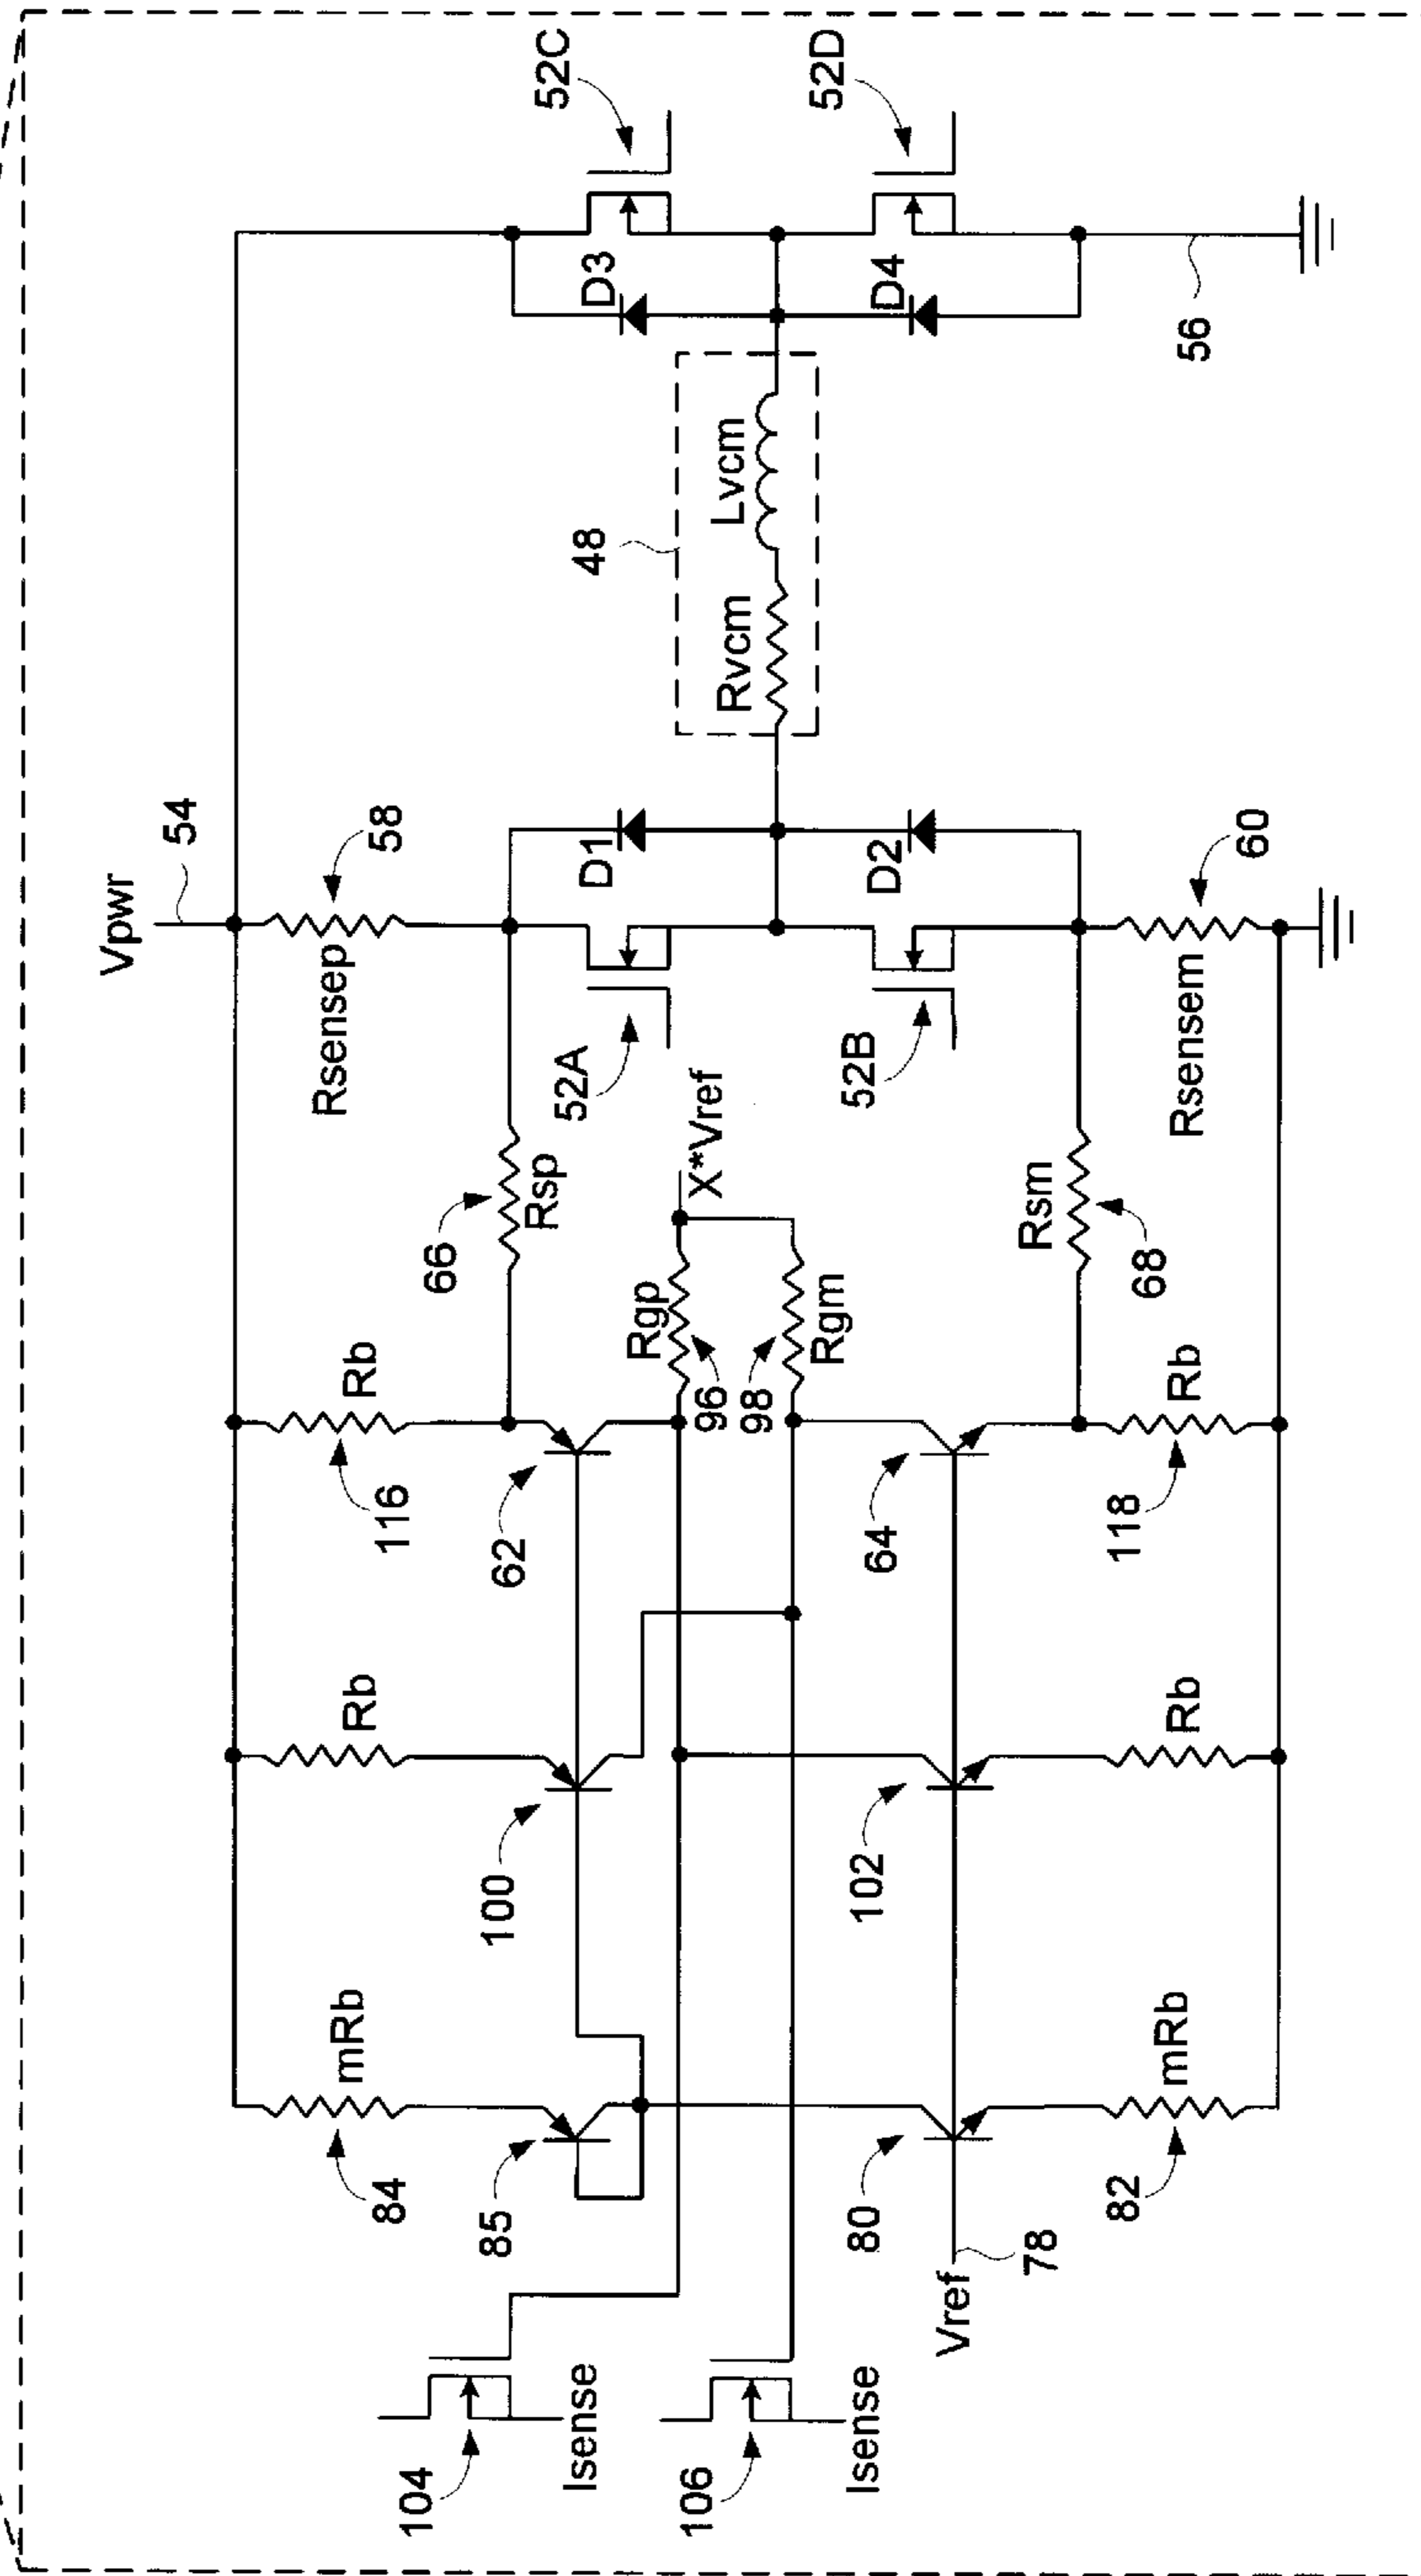 Vpwr
54
Rsensep
58
Rb
116
Rb
mRb
84
66
Rsp
62
100
85
104
Isense
106
Isense
D1
52A
X*Vref
Rgp
96
98
Rgm
D2
52B
Rsm
68
64
102
80
Vref
78
Rb
118
Rb
mRb
82
Rsensem
60
48
Rvcm
Lvcm
D3
52C
D4
52D
56